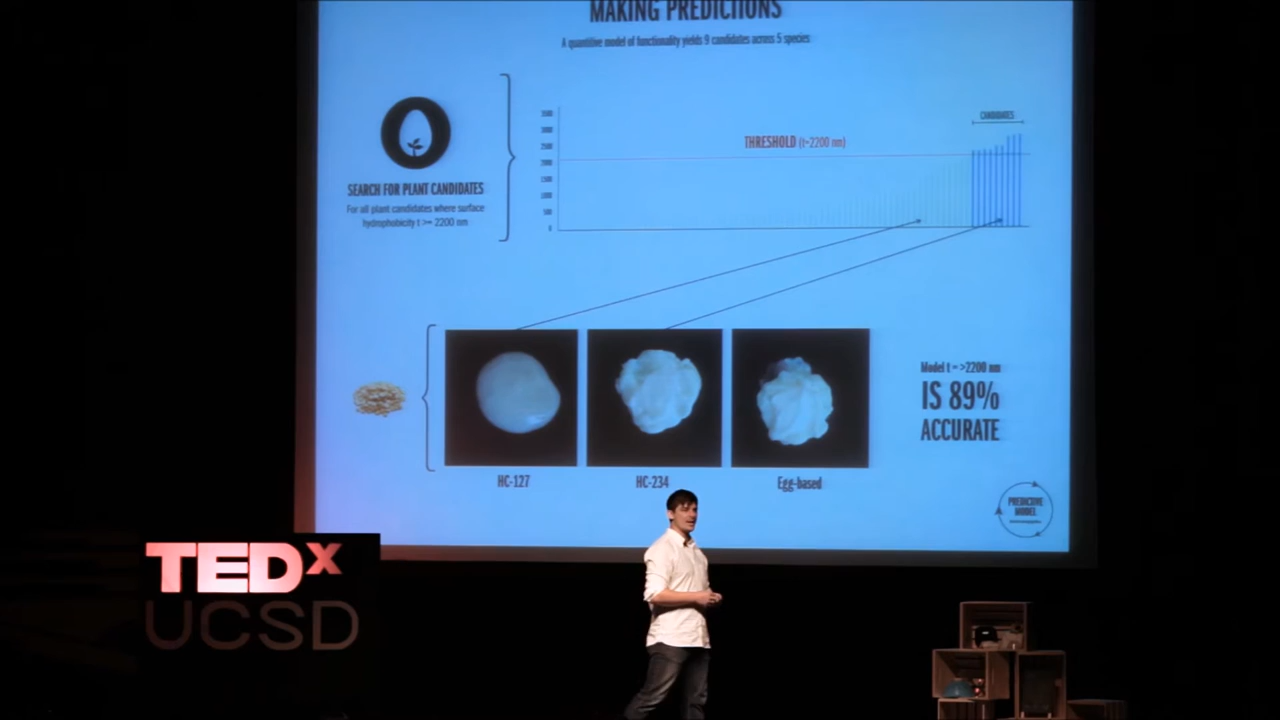 MAKING PREDICTIONS
A quantitive model of functionality yields 9 candidates across 5 species
SEARCH FOR PLANT CANDIDATES
For all plant candidates where surface
hydrophobicity t >= 2200 nm
3500
3000
2500
2000
1500
1000
500
0
THRESHOLD (t=2200 nm)
CANDIDATES
HC-127
HC-234
Egg-based
Model t = >2200 nm
IS 89%
ACCURATE
PREDICTIVE
MODEL
TEDx
UCSD